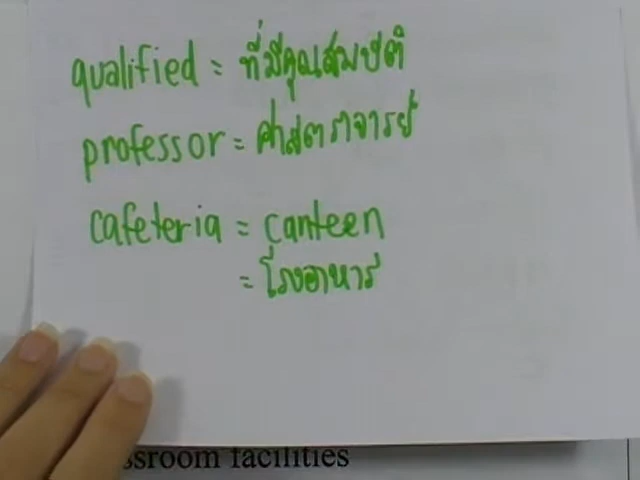 qualified = ที่มีคุณสมบัติ
professor = ศาสตราจารย์
cafeteria = canteen
= โรงอาหาร
ssroom facilities